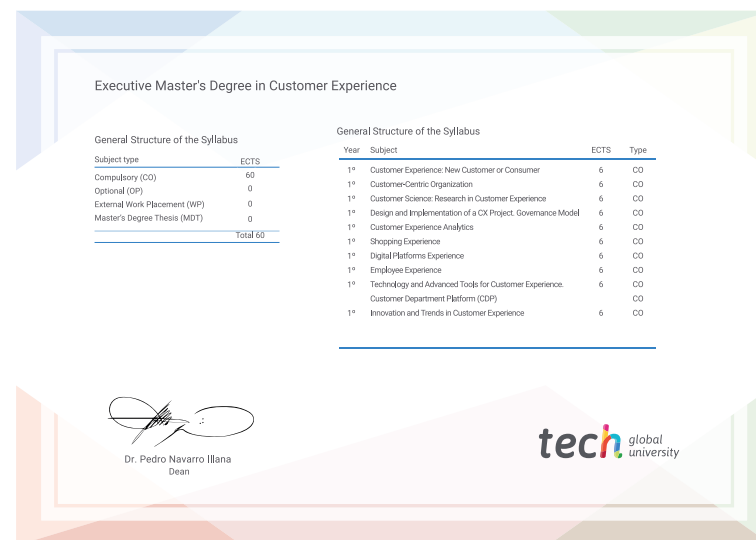 Executive Master's Degree in Customer Experience
General Structure of the Syllabus
Subject type ECTS
Compulsory (CO) 60
Optional (OP) 0
External Work Placement (WP) 0
Master's Degree Thesis (MDT) 0
Total 60
General Structure of the Syllabus
Year Subject ECTS Type
1º Customer Experience: New Customer or Consumer 6 CO
1º Customer-Centric Organization 6 CO
1º Customer Science: Research in Customer Experience 6 CO
1º Design and Implementation of a CX Project. Governance Model 6 CO
1º Customer Experience Analytics 6 CO
1º Shopping Experience 6 CO
1º Digital Platforms Experience 6 CO
1º Employee Experience 6 CO
1º Technology and Advanced Tools for Customer Experience. 6 CO
Customer Department Platform (CDP) CO
1º Innovation and Trends in Customer Experience 6 CO
Dr. Pedro Navarro Illana
Dean
tech global
university